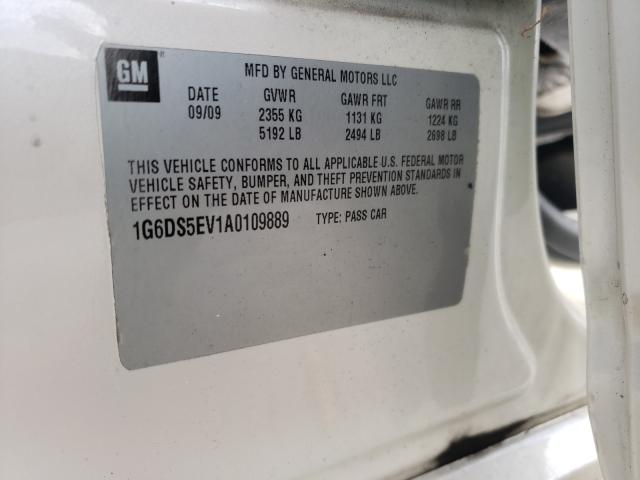 GM ®
MFD BY GENERAL MOTORS LLC
DATE GVWR GAWR FRT GAWR RR
09/09 2355 KG 1131 KG 1224 KG
5192 LB 2494 LB 2698 LB
THIS VEHICLE CONFORMS TO ALL APPLICABLE U.S. FEDERAL MOTOR
VEHICLE SAFETY, BUMPER, AND THEFT PREVENTION STANDARDS IN
EFFECT ON THE DATE OF MANUFACTURE SHOWN ABOVE.
1G6DS5EV1A0109889 TYPE: PASS CAR